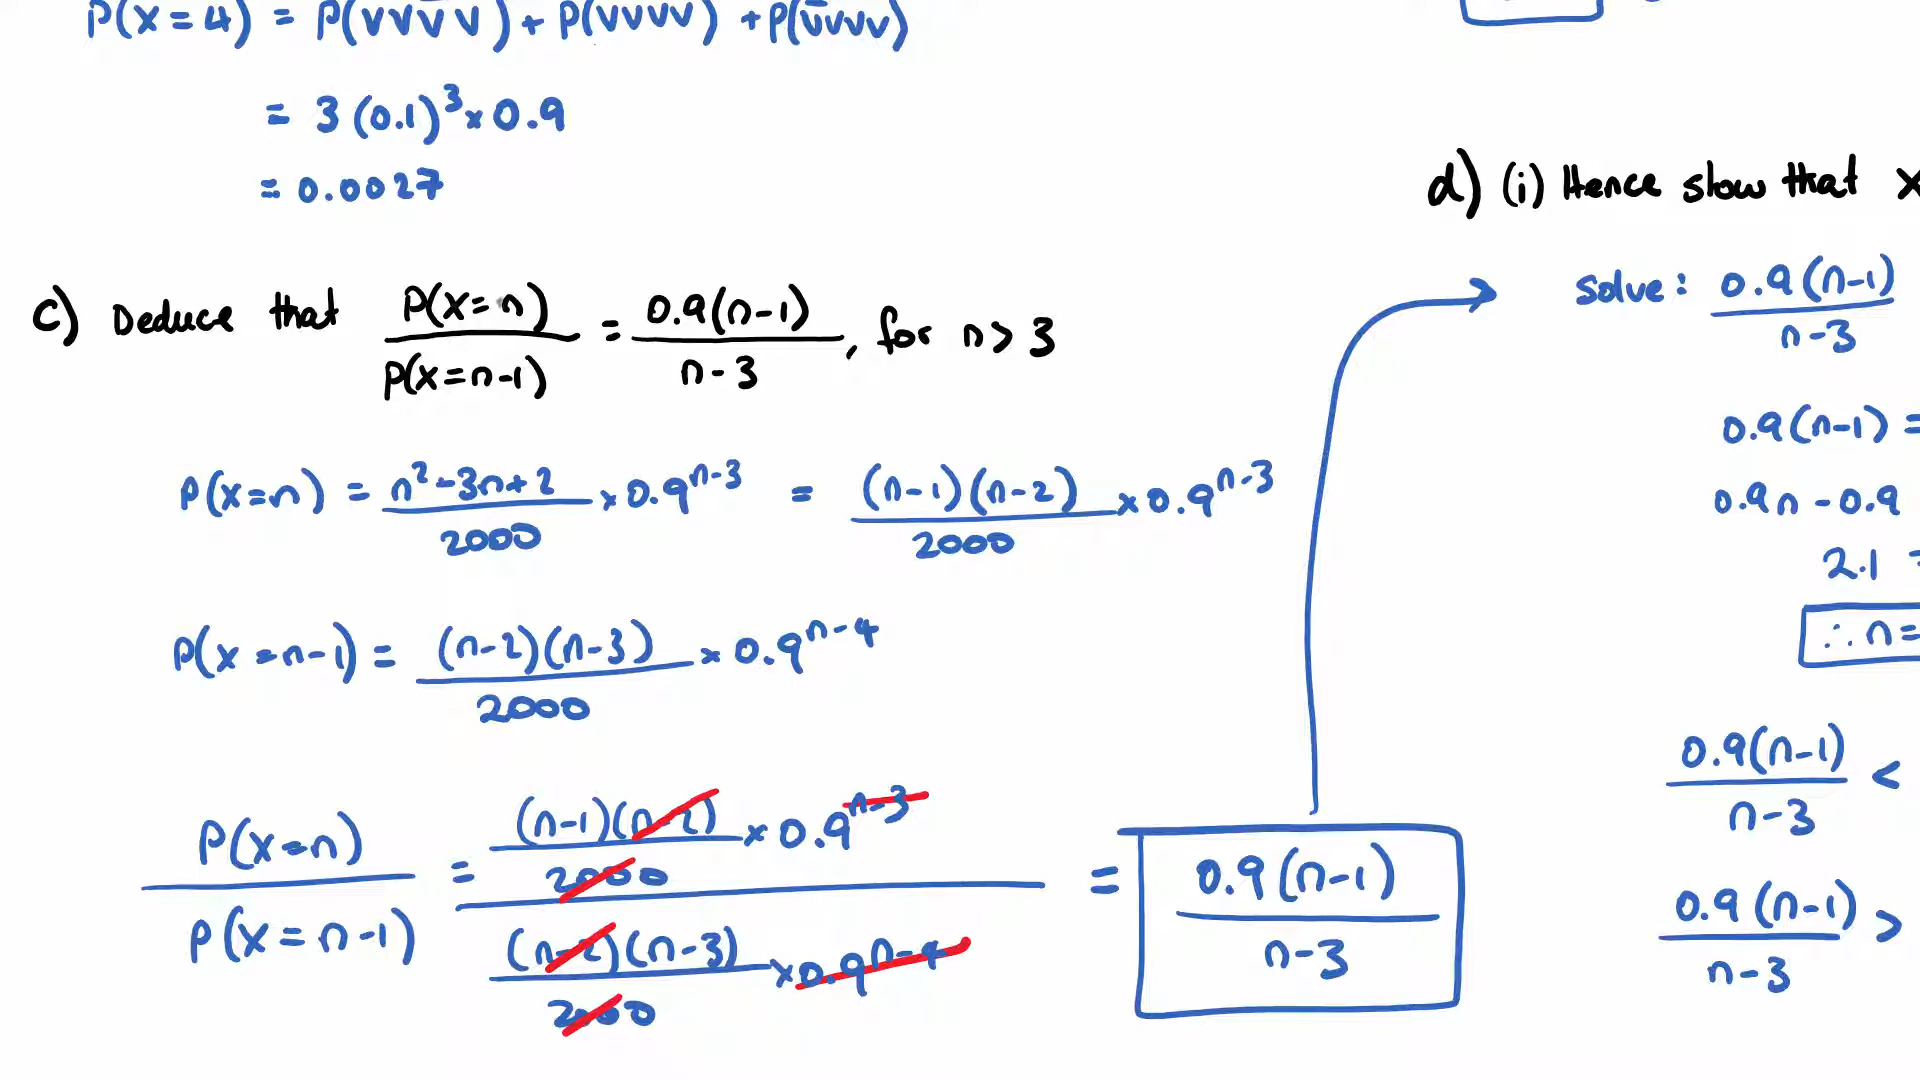 P(X=4) = P(VVV̄V) + P(VVVV) + P(V̄VVV)
= 3(0.1)³×0.9
= 0.0027
c) Deduce that P(X=n)/P(X=n-1) = 0.9(n-1)/n-3, for n>3
P(X=n) = n²-3n+2/2000 ×0.9ⁿ⁻³ = (n-1)(n-2)/2000 ×0.9ⁿ⁻³
P(X=n-1) = (n-2)(n-3)/2000 × 0.9ⁿ⁻⁴
P(X=n)/P(X=n-1) = (n-1)(n-2)/2000 × 0.9ⁿ⁻³ / (n-2)(n-3)/2000 ×0.9ⁿ⁻⁴ = 0.9(n-1)/n-3
d) (i) Hence show that x
solve: 0.9(n-1)/n-3
0.9(n-1) =
0.9n-0.9
2.1 =
∴ n=
0.9(n-1)/n-3 <
0.9(n-1)/n-3 >